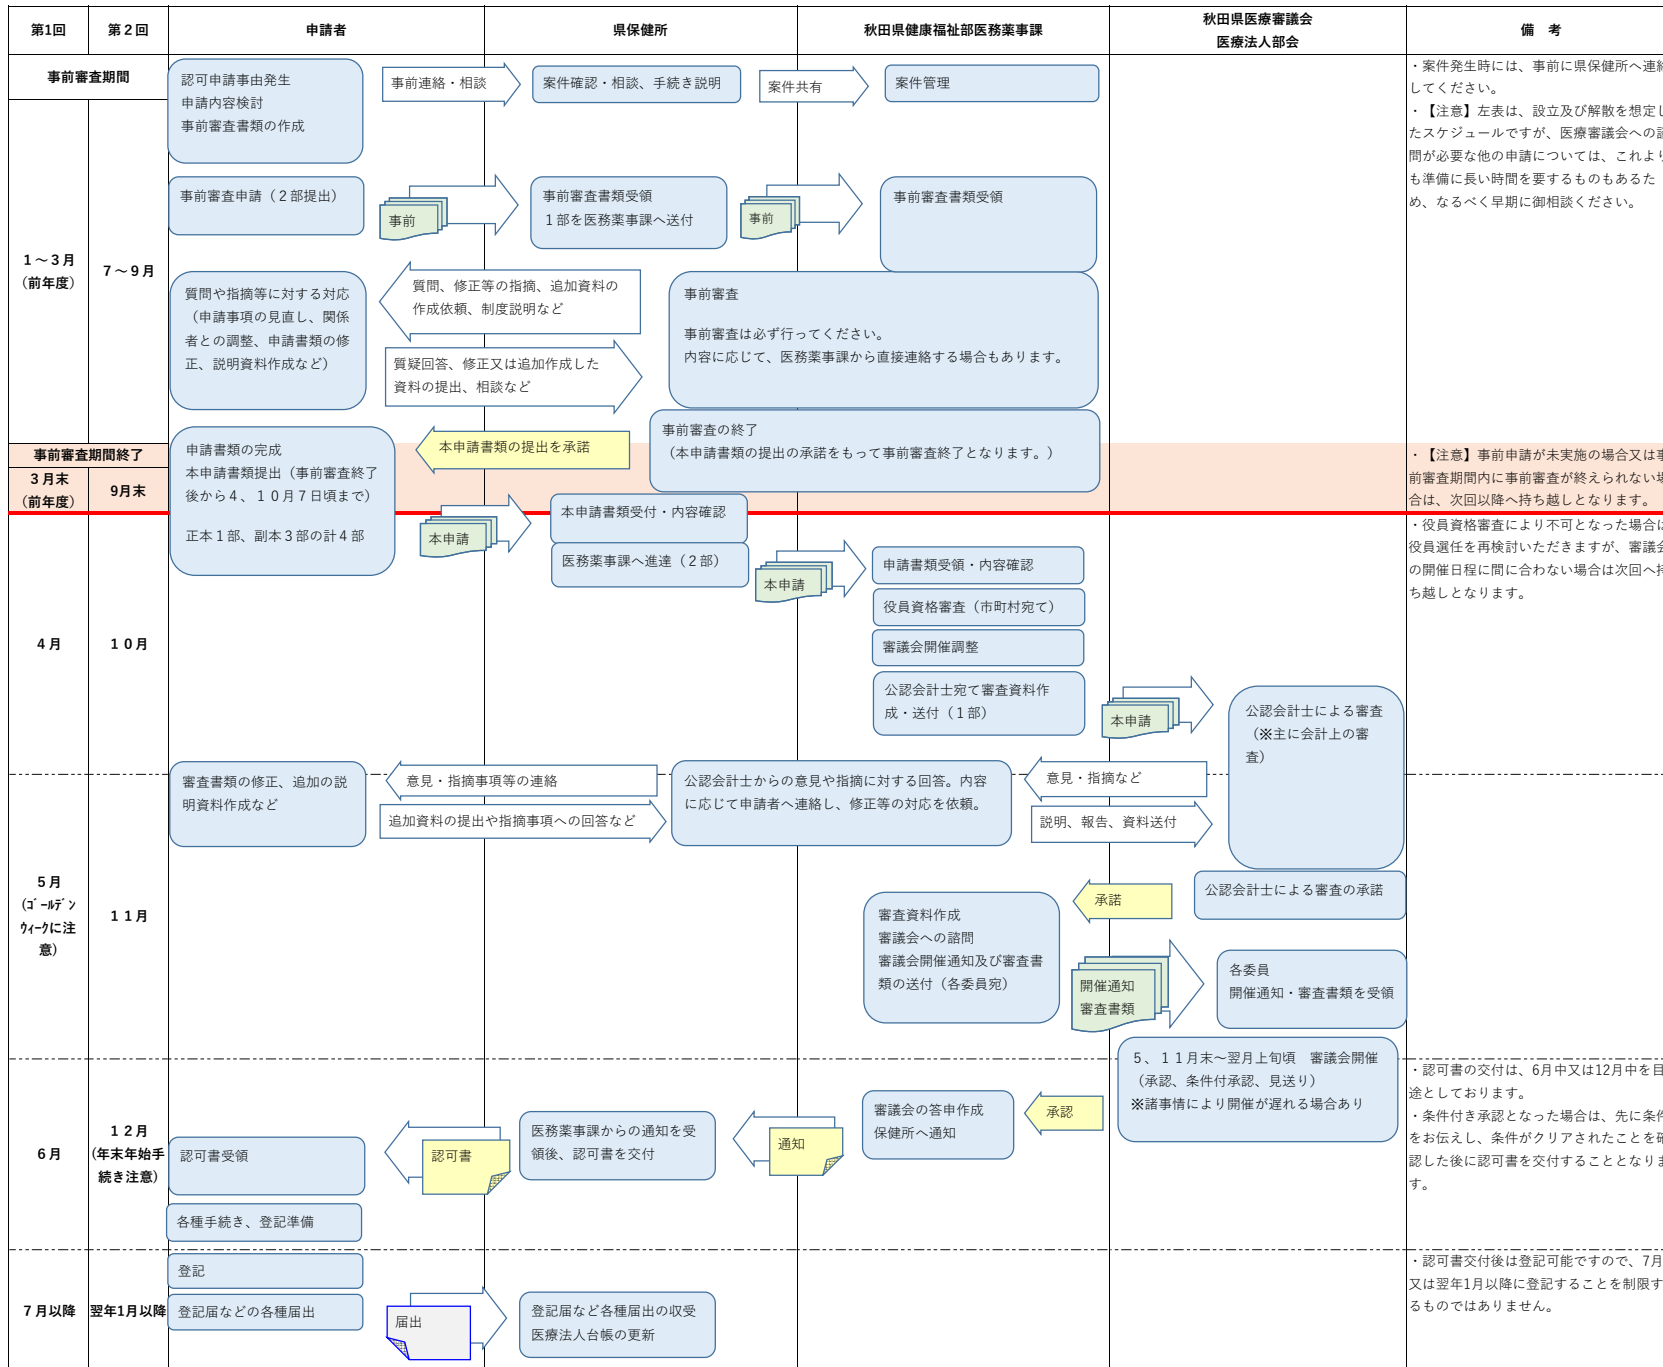 第1回
第２回
申請者
県保健所
秋田県健康福祉部医務薬事課
秋田県医療審議会
医療法人部会
備　考
事前審査期間
認可申請事由発生
申請内容検討
事前審査書類の作成
事前連絡・相談
案件確認・相談、手続き説明
案件共有
案件管理
・案件発生時には、事前に県保健所へ連絡
してください。
・【注意】左表は、設立及び解散を想定し
たスケジュールですが、医療審議会への諮
問が必要な他の申請については、これより
も準備に長い時間を要するものもあるた
め、なるべく早期に御相談ください。
１～３月
（前年度）
７～９月
事前審査申請（２部提出）
事前
事前審査書類受領
１部を医務薬事課へ送付
事前
事前審査書類受領
質問や指摘等に対する対応
（申請事項の見直し、関係
者との調整、申請書類の修
正、説明資料作成など）
質問、修正等の指摘、追加資料の
作成依頼、制度説明など
質疑回答、修正又は追加作成した
資料の提出、相談など
事前審査
事前審査は必ず行ってください。
内容に応じて、医務薬事課から直接連絡する場合もあります。
事前審査期間終了
３月末
（前年度）
9月末
申請書類の完成
本申請書類提出（事前審査終了
後から４、１０月７日頃まで）
正本１部、副本３部の計４部
本申請書類の提出を承諾
事前審査の終了
（本申請書類の提出の承諾をもって事前審査終了となります。）
・【注意】事前申請が未実施の場合又は事
前審査期間内に事前審査が終えられない場
合は、次回以降へ持ち越しとなります。
４月
１０月
本申請
本申請書類受付・内容確認
医務薬事課へ進達（２部）
本申請
申請書類受領・内容確認
役員資格審査（市町村宛て）
審議会開催調整
公認会計士宛て審査資料作
成・送付（１部）
本申請
公認会計士による審査
（※主に会計上の審
査）
・役員資格審査により不可となった場合は
役員選任を再検討いただきますが、審議会
の開催日程に間に合わない場合は次回へ持
ち越しとなります。
５月
（ｺﾞｰﾙﾃﾞﾝ
ｳｨｰｸに注
意）
１１月
審査書類の修正、追加の説
明資料作成など
意見・指摘事項等の連絡
追加資料の提出や指摘事項への回答など
公認会計士からの意見や指摘に対する回答。内容
に応じて申請者へ連絡し、修正等の対応を依頼。
意見・指摘など
説明、報告、資料送付
公認会計士による審査の承諾
承諾
審査資料作成
審議会への諮問
審議会開催通知及び審査書
類の送付（各委員宛）
開催通知
審査書類
各委員
開催通知・審査書類を受領
６月
１２月
（年末年始手
続き注意）
５、１１月末～翌月上旬頃　審議会開催
（承認、条件付承認、見送り）
※諸事情により開催が遅れる場合あり
承認
審議会の答申作成
保健所へ通知
通知
医務薬事課からの通知を受
領後、認可書を交付
認可書
認可書受領
各種手続き、登記準備
・認可書の交付は、6月中又は12月中を目
途としております。
・条件付き承認となった場合は、先に条件
をお伝えし、条件がクリアされたことを確
認した後に認可書を交付することとなりま
す。
７月以降
翌年1月以降
登記
登記届などの各種届出
届出
登記届など各種届出の収受
医療法人台帳の更新
・認可書交付後は登記可能ですので、7月
又は翌年1月以降に登記することを制限す
るものではありません。